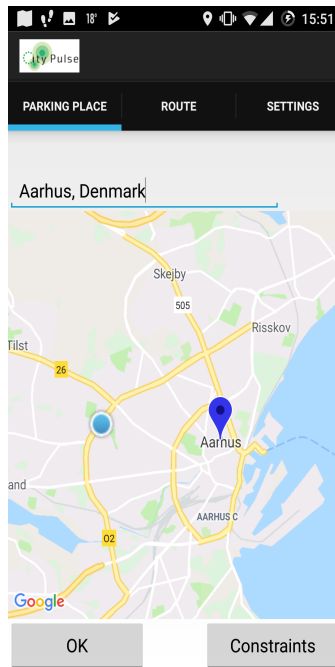 18° 15:51
City Pulse
PARKING PLACE ROUTE SETTINGS
Aarhus, Denmark
Skejby
505
Risskov
Tilst
26
Aarhus
and
AARHUS C
02
Google
OK Constraints